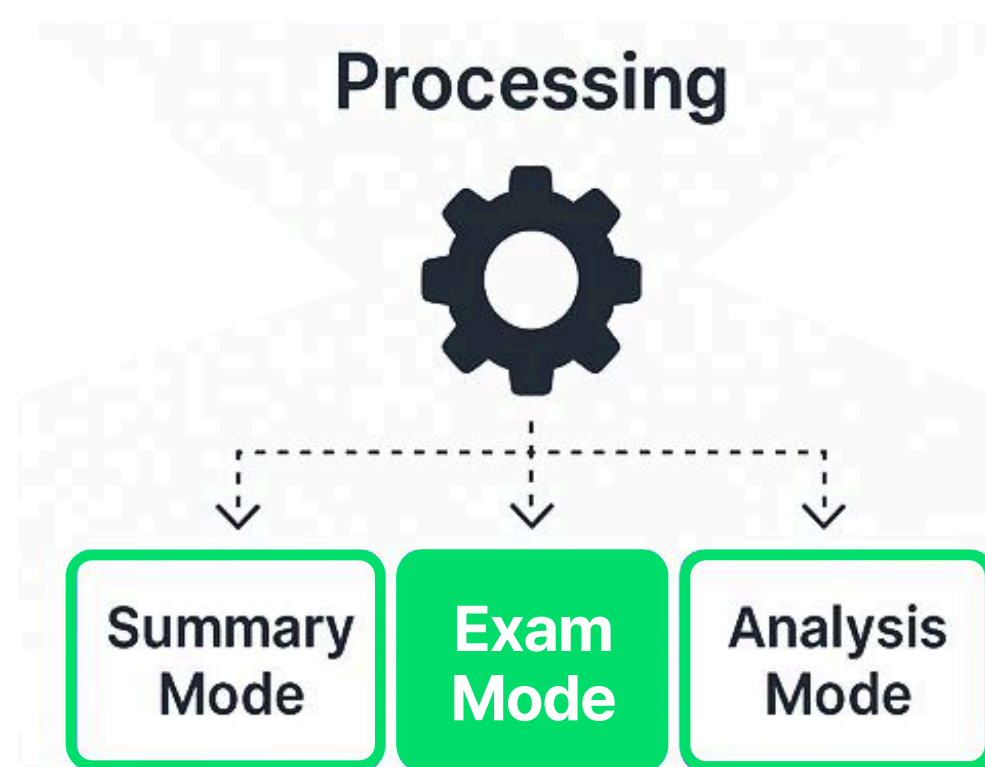 Processing
Summary
Mode
Exam
Mode
Analysis
Mode